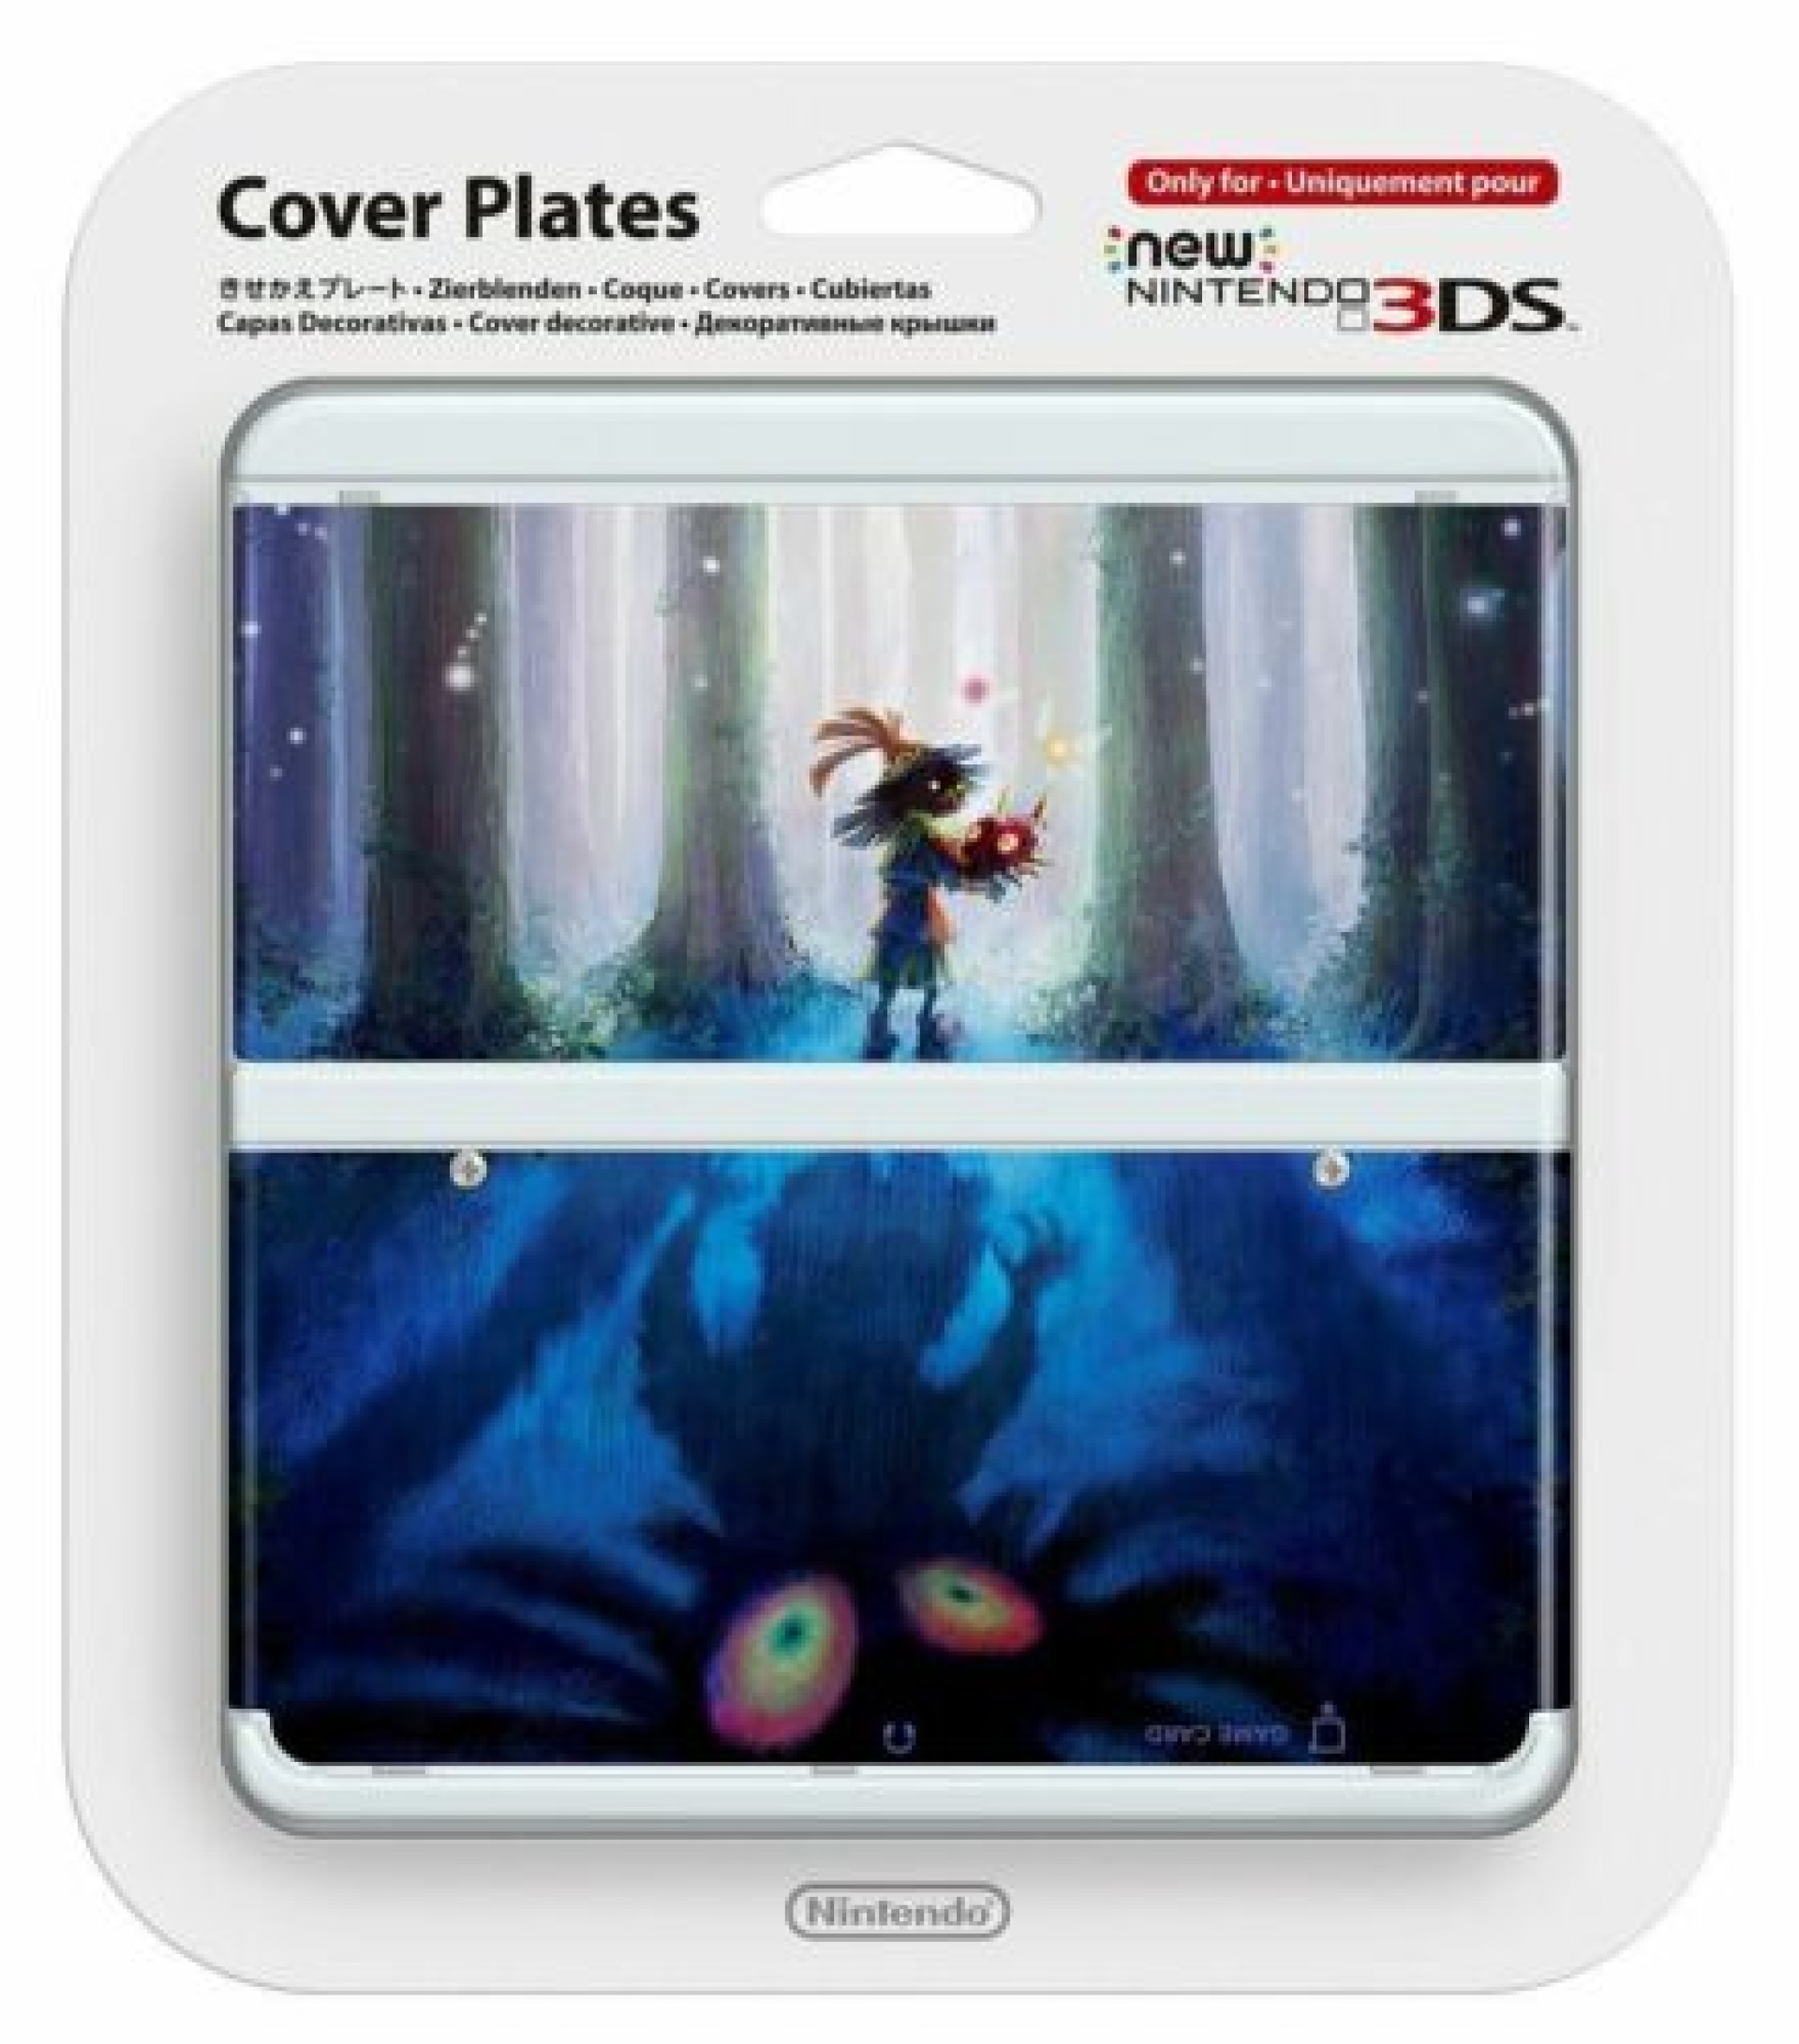 Cover Plates
きせかえプレート • Zierblenden • Coque • Covers • Cubiertas
Capas Decorativas • Cover decorative • Декоративные крышки
Only for • Uniquement pour
new
NINTENDO 3DS™
GAME CARD
Nintendo®